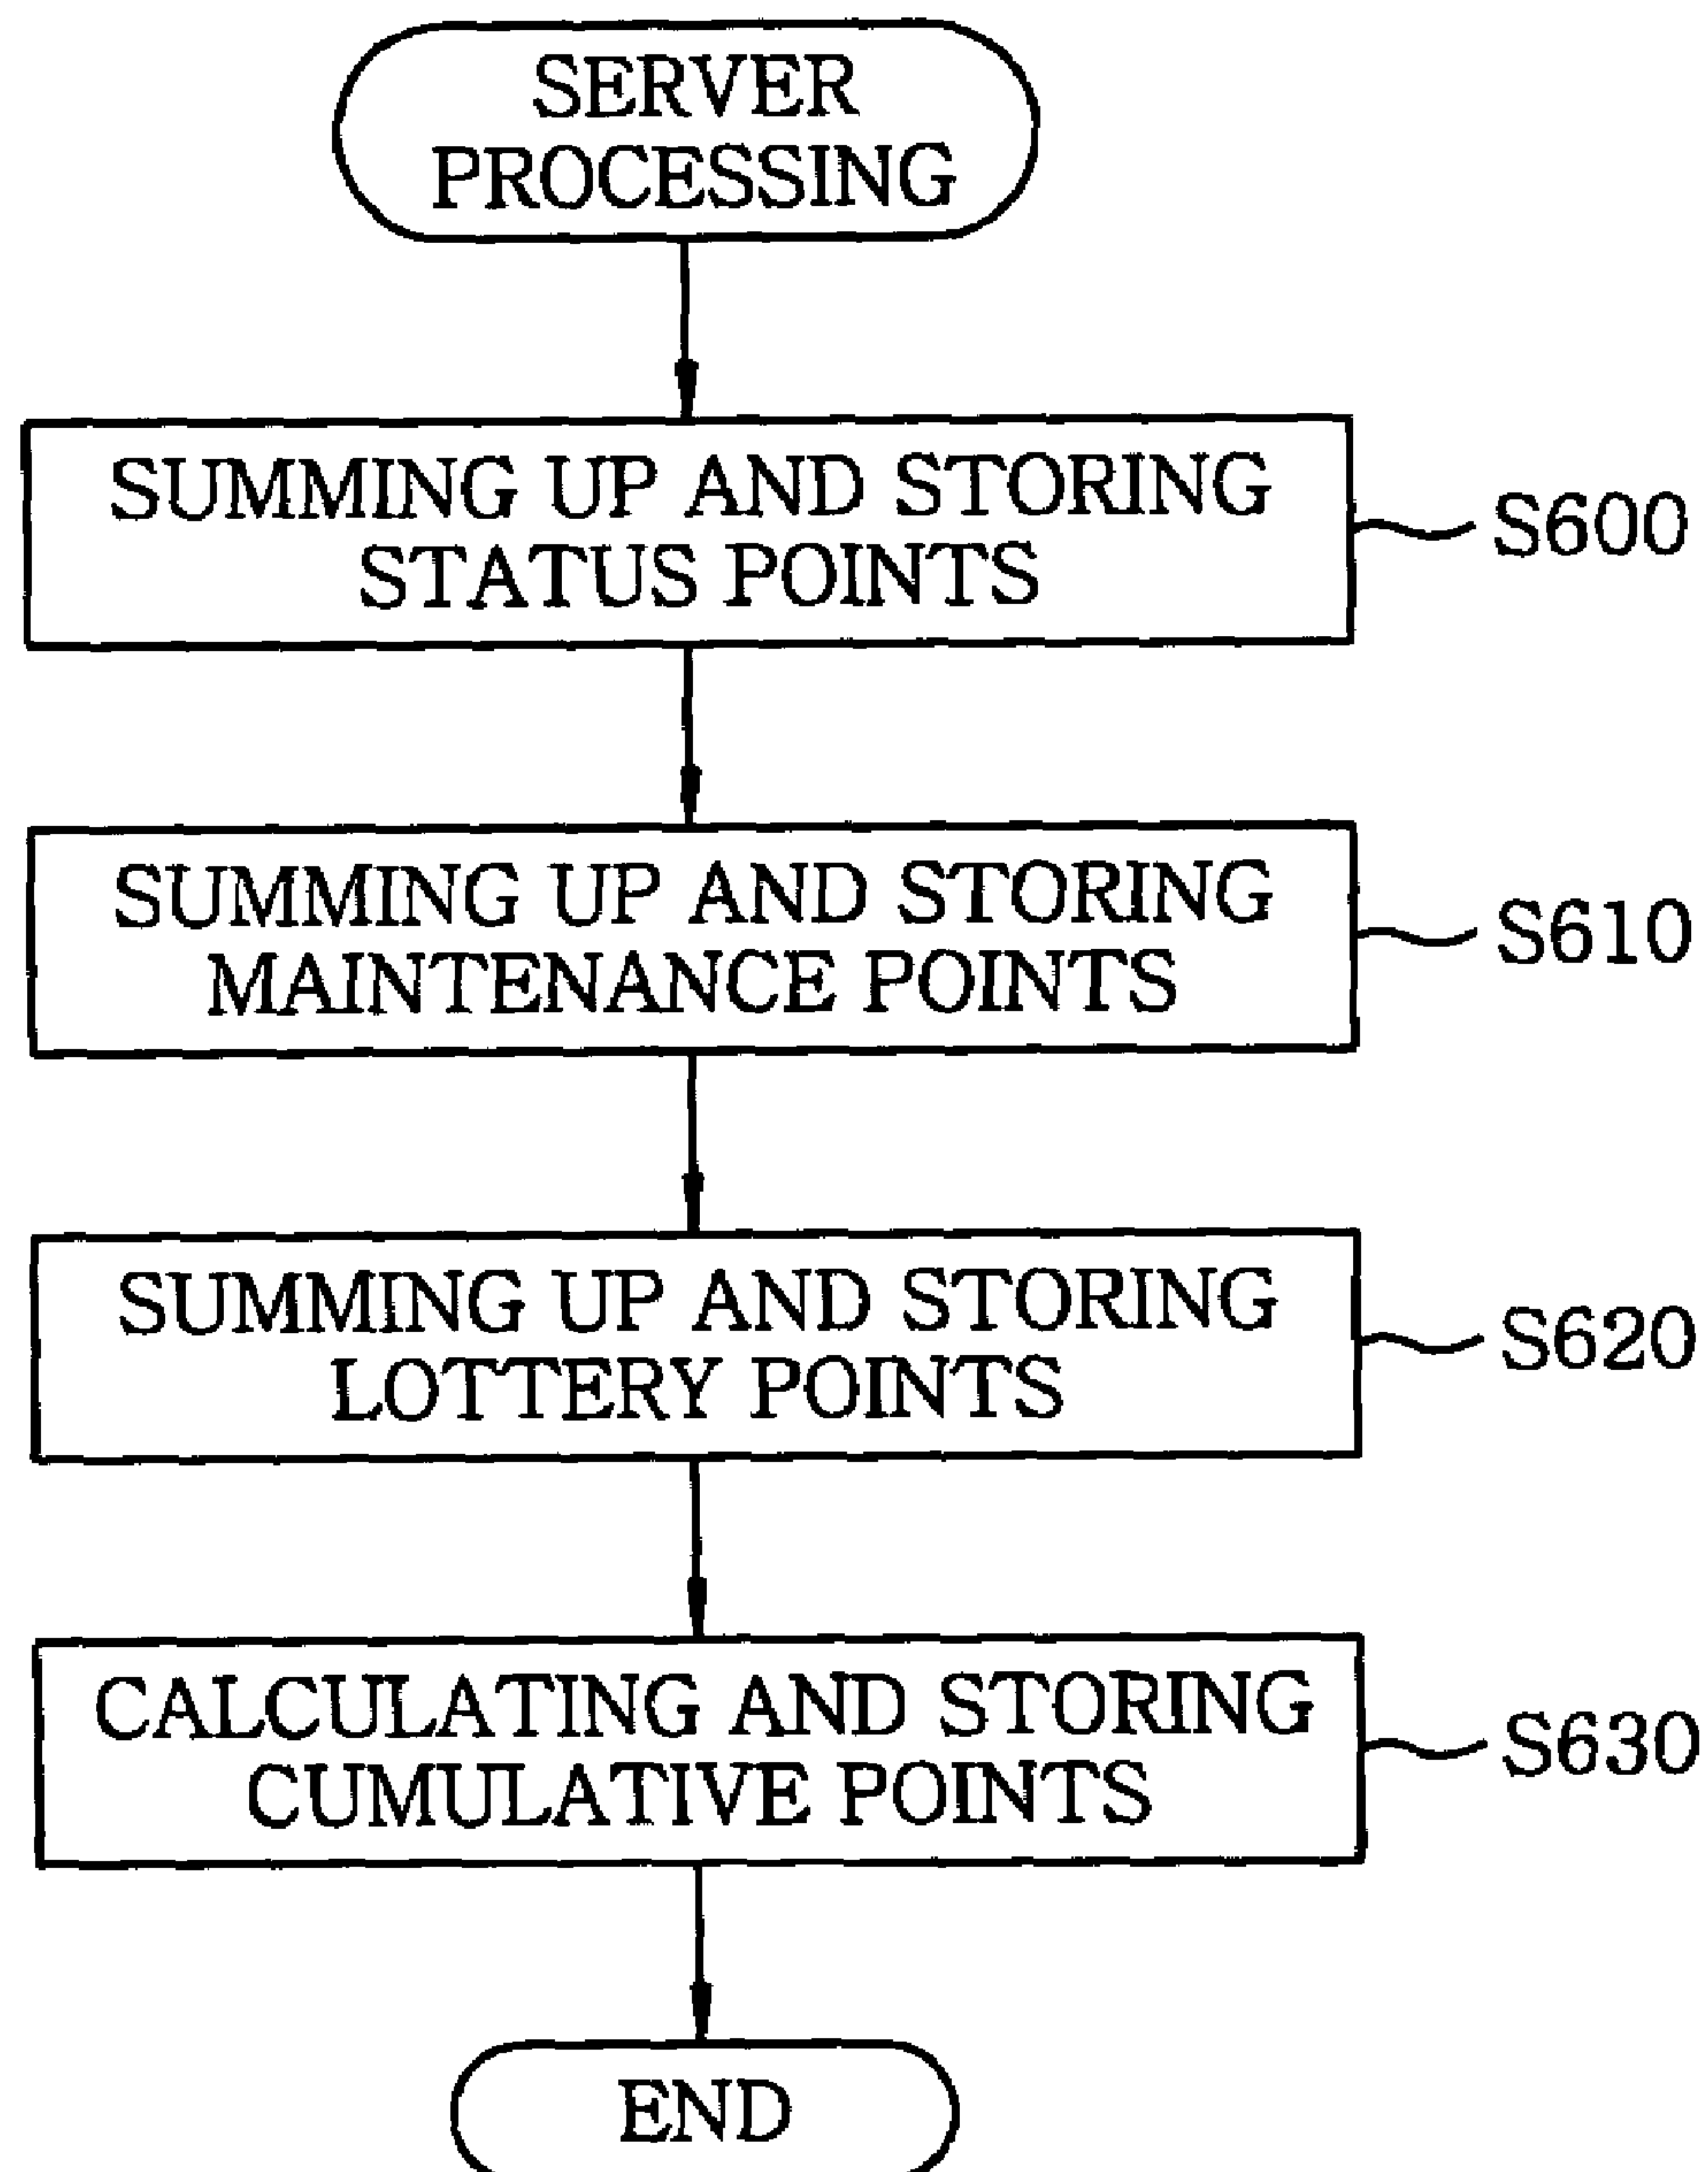 SERVER
PROCESSING
SUMMING UP AND STORING
STATUS POINTS
S600
SUMMING UP AND STORING
MAINTENANCE POINTS
S610
SUMMING UP AND STORING
LOTTERY POINTS
S620
CALCULATING AND STORING
CUMULATIVE POINTS
S630
END